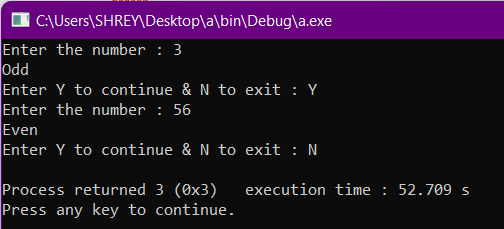 C:\Users\SHREY\Desktop\a\bin\Debug\a.exe
Enter the number : 3
Odd
Enter Y to continue & N to exit : Y
Enter the number : 56
Even
Enter Y to continue & N to exit : N
Process returned 3 (0x3)   execution time : 52.709 s
Press any key to continue.